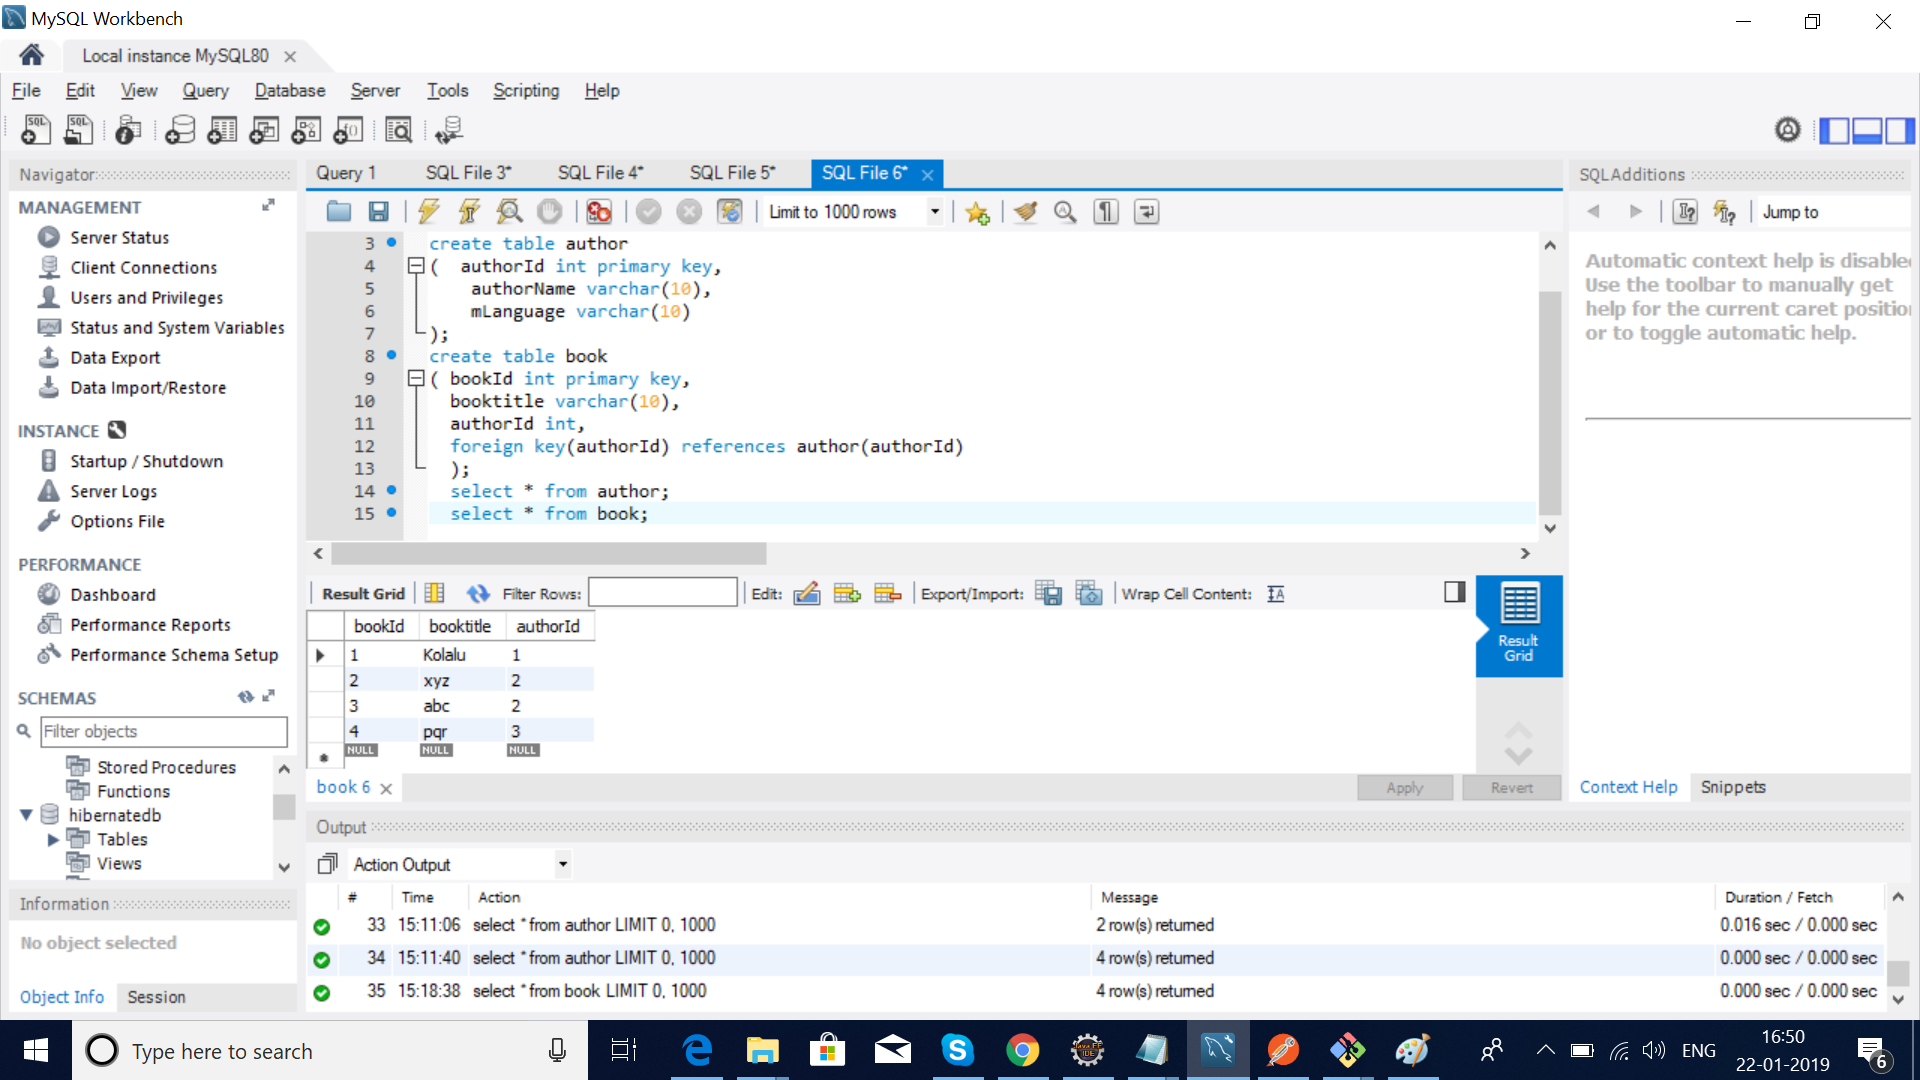 MySQL Workbench
Local instance MySQL80
File Edit View Query Database Server Tools Scripting Help
Navigator
MANAGEMENT
Server Status
Client Connections
Users and Privileges
Status and System Variables
Data Export
Data Import/Restore
INSTANCE
Startup / Shutdown
Server Logs
Options File
PERFORMANCE
Dashboard
Performance Reports
Performance Schema Setup
SCHEMAS
Filter objects
Stored Procedures
Functions
hibernatedb
Tables
Views
Information
No object selected
Object Info Session
Query 1 SQL File 3* SQL File 4* SQL File 5* SQL File 6*
Limit to 1000 rows
3 create table author
4 ( authorId int primary key,
5 authorName varchar(10),
6 mLanguage varchar(10)
7 );
8 create table book
9 ( bookId int primary key,
10 booktitle varchar(10),
11 authorId int,
12 foreign key(authorId) references author(authorId)
13 );
14 select * from author;
15 select * from book;
Result Grid Filter Rows: Edit: Export/Import: Wrap Cell Content:
bookId booktitle authorId
1 Kolalu 1
2 xyz 2
3 abc 2
4 pqr 3
NULL NULL NULL
Result
Grid
book 6 Apply Revert
SQLAdditions
Jump to
Automatic context help is disable
Use the toolbar to manually get
help for the current caret positio
or to toggle automatic help.
Context Help Snippets
Output
Action Output
# Time Action Message Duration / Fetch
33 15:11:06 select * from author LIMIT 0, 1000 2 row(s) returned 0.016 sec / 0.000 sec
34 15:11:40 select * from author LIMIT 0, 1000 4 row(s) returned 0.000 sec / 0.000 sec
35 15:18:38 select * from book LIMIT 0, 1000 4 row(s) returned 0.000 sec / 0.000 sec
Type here to search
ENG
16:50
22-01-2019
6